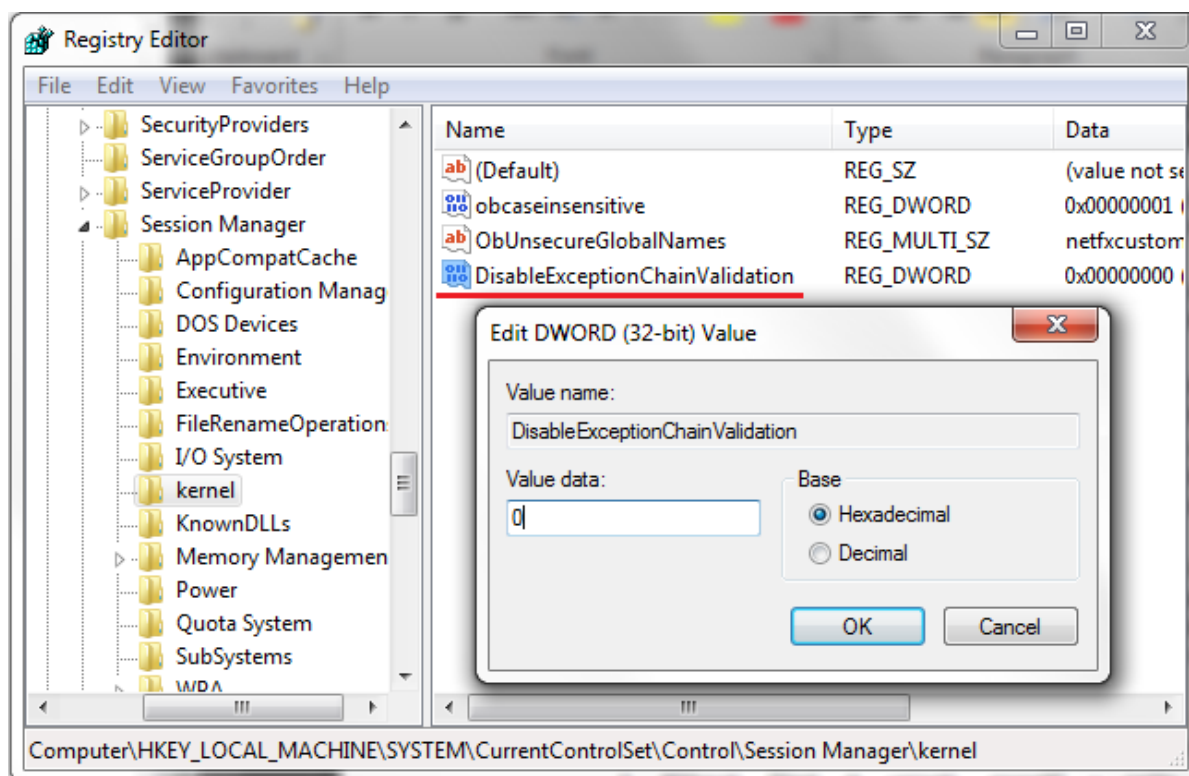 Registry Editor
File Edit View Favorites Help
SecurityProviders
ServiceGroupOrder
ServiceProvider
Session Manager
AppCompatCache
Configuration Manag
DOS Devices
Environment
Executive
FileRenameOperation
I/O System
kernel
KnownDLLs
Memory Managemen
Power
Quota System
SubSystems
WPA
Name Type Data
ab (Default) REG_SZ (value not se
obcaseinsensitive REG_DWORD 0x00000001 (
ab ObUnsecureGlobalNames REG_MULTI_SZ netfxcustom
DisableExceptionChainValidation REG_DWORD 0x00000000 (
Edit DWORD (32-bit) Value
Value name:
DisableExceptionChainValidation
Value data:
0
Base
Hexadecimal
Decimal
OK Cancel
Computer\HKEY_LOCAL_MACHINE\SYSTEM\CurrentControlSet\Control\Session Manager\kernel